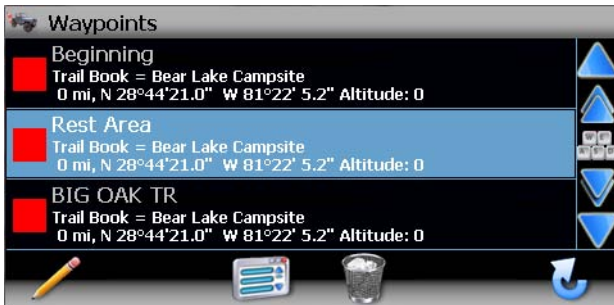 Waypoints
Beginning
Trail Book = Bear Lake Campsite
0 mi, N 28°44'21.0" W 81°22' 5.2" Altitude: 0
Rest Area
Trail Book = Bear Lake Campsite
0 mi, N 28°44'21.0" W 81°22' 5.2" Altitude: 0
BIG OAK TR
Trail Book = Bear Lake Campsite
0 mi, N 28°44'21.0" W 81°22' 5.2" Altitude: 0